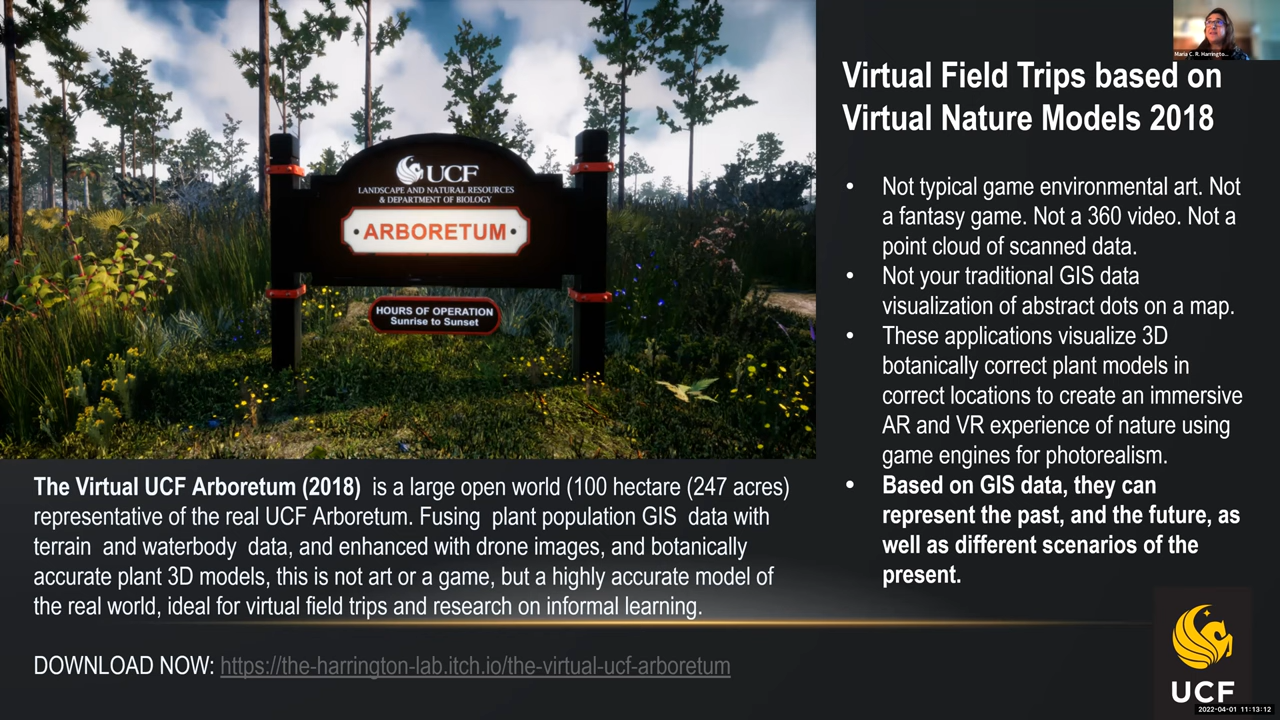 Maria C. R. Harringto...
Virtual Field Trips based on
Virtual Nature Models 2018
UCF
LANDSCAPE AND NATURAL RESOURCES
& DEPARTMENT OF BIOLOGY
• ARBORETUM •
HOURS OF OPERATION
Sunrise to Sunset
• Not typical game environmental art. Not
a fantasy game. Not a 360 video. Not a
point cloud of scanned data.
• Not your traditional GIS data
visualization of abstract dots on a map.
• These applications visualize 3D
botanically correct plant models in
correct locations to create an immersive
AR and VR experience of nature using
game engines for photorealism.
• Based on GIS data, they can
represent the past, and the future, as
well as different scenarios of the
present.
The Virtual UCF Arboretum (2018) is a large open world (100 hectare (247 acres)
representative of the real UCF Arboretum. Fusing plant population GIS data with
terrain and waterbody data, and enhanced with drone images, and botanically
accurate plant 3D models, this is not art or a game, but a highly accurate model of
the real world, ideal for virtual field trips and research on informal learning.
DOWNLOAD NOW: https://the-harrington-lab.itch.io/the-virtual-ucf-arboretum
UCF
2022-04-01 11:13:12